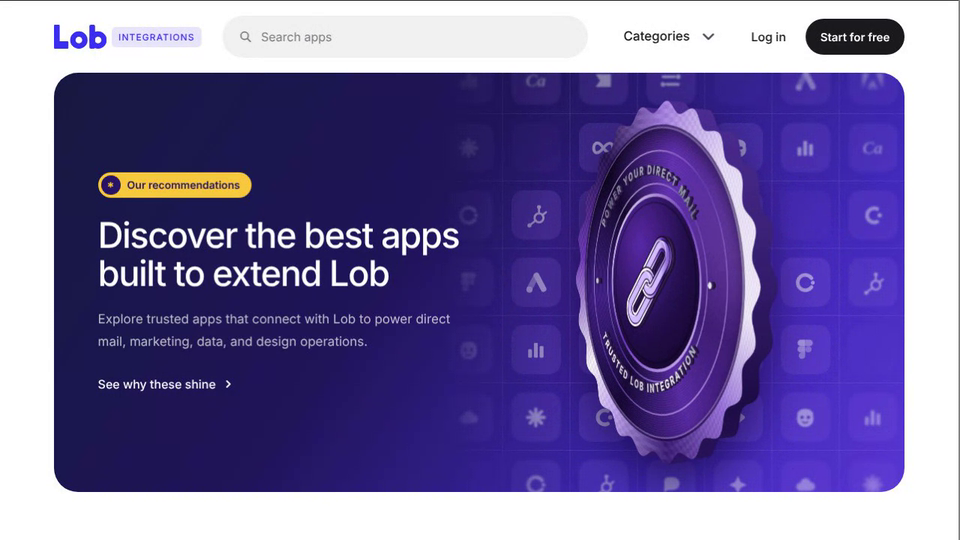 Lob
INTEGRATIONS
Search apps
Categories
Log in
Start for free
Our recommendations
Discover the best apps
built to extend Lob
Explore trusted apps that connect with Lob to power direct
mail, marketing, data, and design operations.
See why these shine
POWER YOUR DIRECT MAIL
TRUSTED LOB INTEGRATION
Ca
Ca